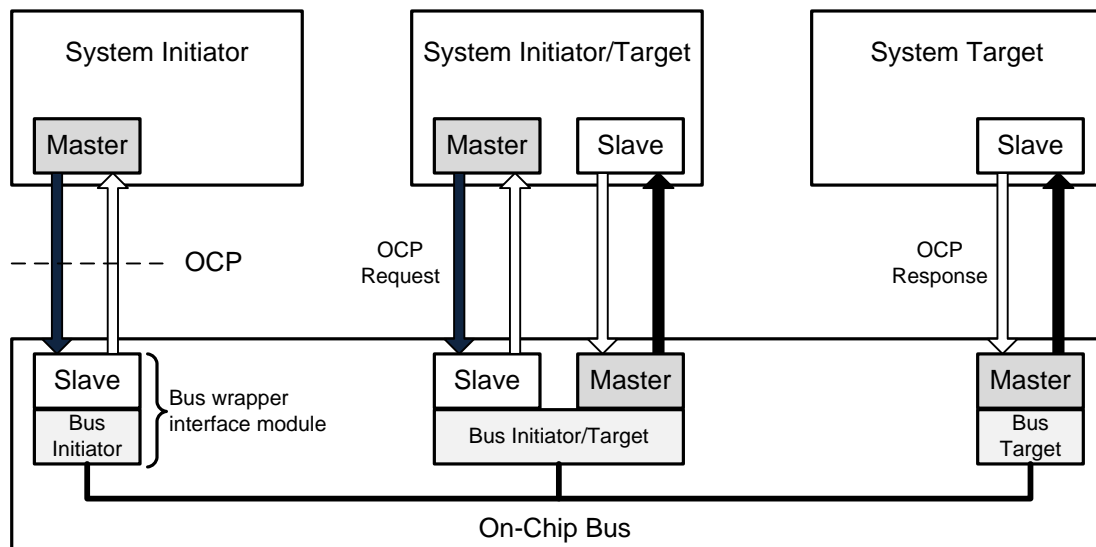 System Initiator
System Initiator/Target
System Target
Master
Master
Slave
Slave
OCP
OCP
Request
OCP
Response
Slave
Bus
Initiator
Bus wrapper
interface module
Slave
Master
Bus Initiator/Target
Master
Bus
Target
On-Chip Bus